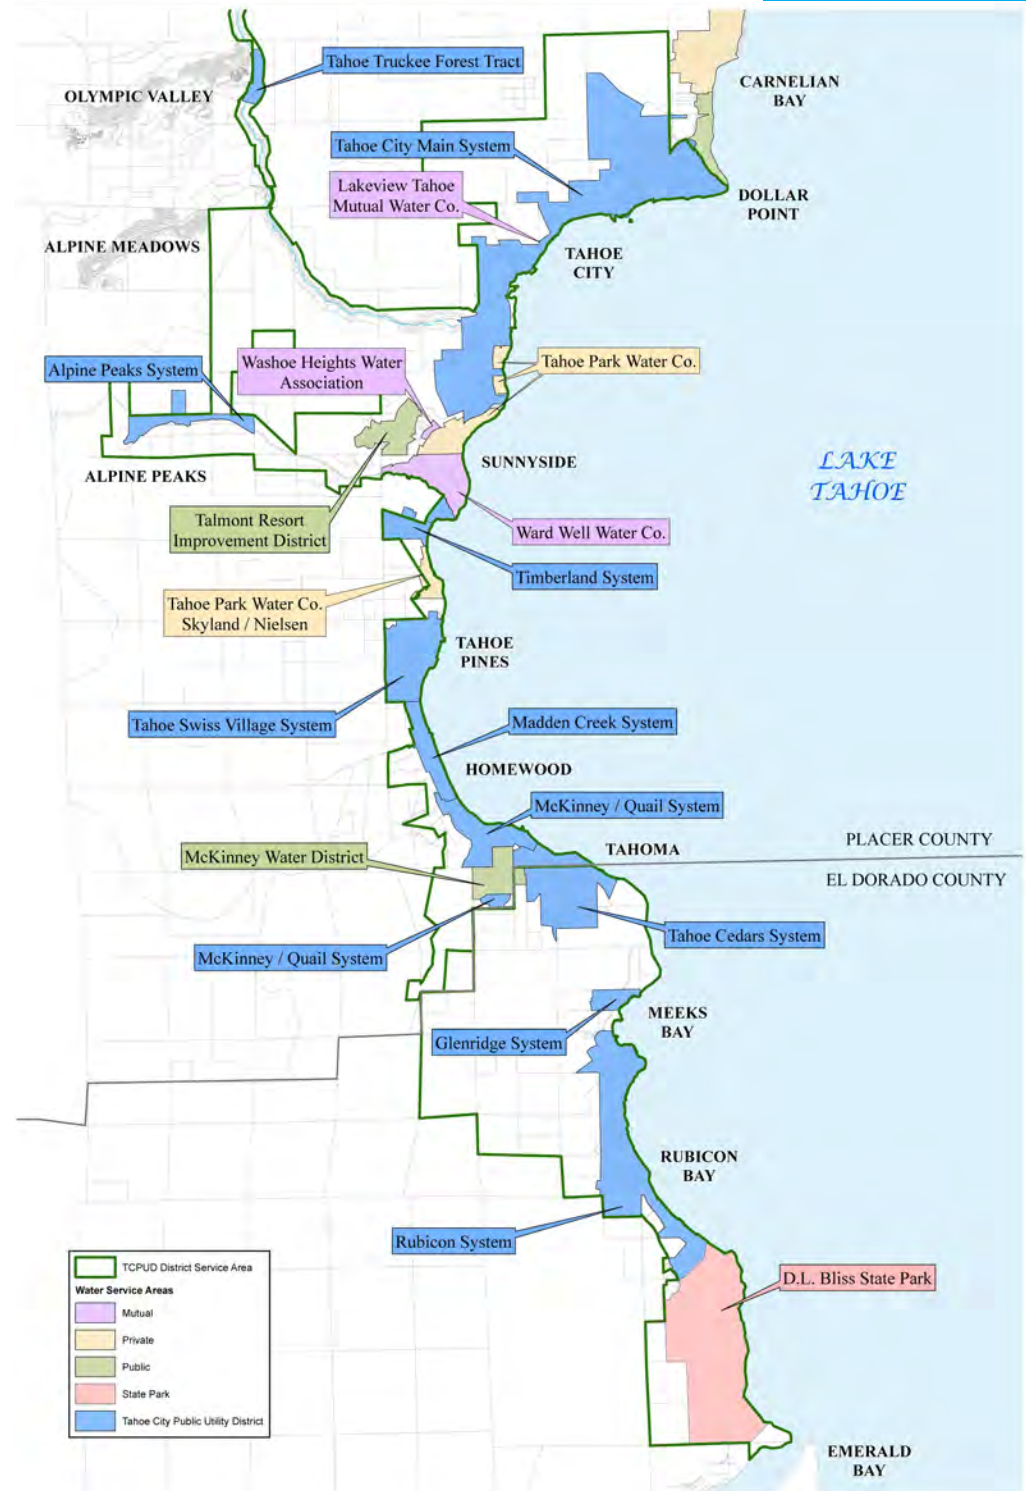 Tahoe Truckee Forest Tract
OLYMPIC VALLEY
CARNELIAN
BAY
Tahoe City Main System
Lakeview Tahoe
Mutual Water Co.
DOLLAR
POINT
ALPINE MEADOWS
TAHOE
CITY
Washoe Heights Water
Association
Tahoe Park Water Co.
Alpine Peaks System
ALPINE PEAKS
SUNNYSIDE
LAKE
TAHOE
Talmont Resort
Improvement District
Ward Well Water Co.
Timberland System
Tahoe Park Water Co.
Skyland / Nielsen
TAHOE
PINES
Tahoe Swiss Village System
Madden Creek System
HOMEWOOD
McKinney / Quail System
McKinney Water District
TAHOMA
PLACER COUNTY
EL DORADO COUNTY
Tahoe Cedars System
McKinney / Quail System
MEEKS
BAY
Glenridge System
RUBICON
BAY
Rubicon System
D.L. Bliss State Park
TCPUD District Service Area
Water Service Areas
Mutual
Private
Public
State Park
Tahoe City Public Utility District
EMERALD
BAY